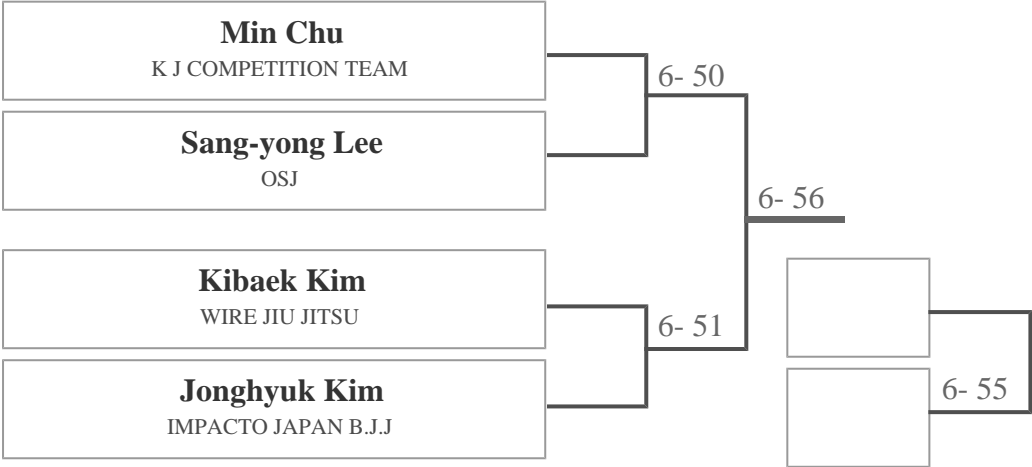 Min Chu
K J COMPETITION TEAM
6- 50
Sang-yong Lee
OSJ
6- 56
Kibaek Kim
WIRE JIU JITSU
6- 51
Jonghyuk Kim
IMPACTO JAPAN B.J.J
6- 55